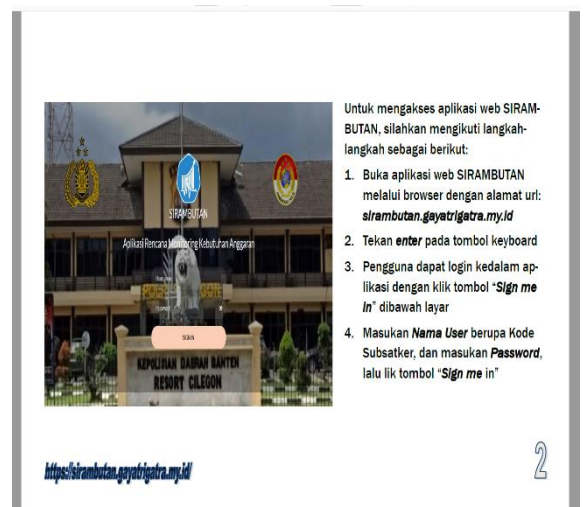 Untuk mengakses aplikasi web SIRAM-
BUTAN, silahkan mengikuti langkah-
langkah sebagai berikut:
1. Buka aplikasi web SIRAMBUTAN
melalui browser dengan alamat url:
sirambutan.gayatrigatra.my.id
2. Tekan enter pada tombol keyboard
3. Pengguna dapat login kedalam ap-
likasi dengan klik tombol “Sign me
in” dibawah layar
4. Masukan Nama User berupa Kode
Subsatker, dan masukan Password,
lalu lik tombol “Sign me in”
SIRAMBUTAN
Aplikasi Rencana Monitoring Kebutuhan Anggaran
SIGN IN
KEPOLISIAN DAERAH BANTEN
RESORT CILEGON
https://sirambutan.gayatrigatra.my.id/
2